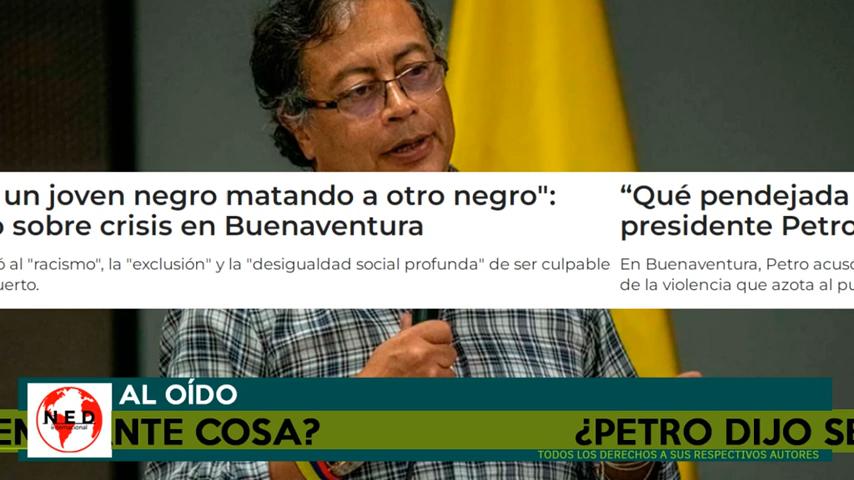 un joven negro matando a otro negro":
sobre crisis en Buenaventura
ó al "racismo", la "exclusión" y la "desigualdad social profunda" de ser culpable
uerto.
“Qué pendejada
presidente Petro
En Buenaventura, Petro acus
de la violencia que azota al pu
AL OÍDO
NED
international
ANTE COSA?
¿PETRO DIJO SE
TODOS LOS DERECHOS A SUS RESPECTIVOS AUTORES